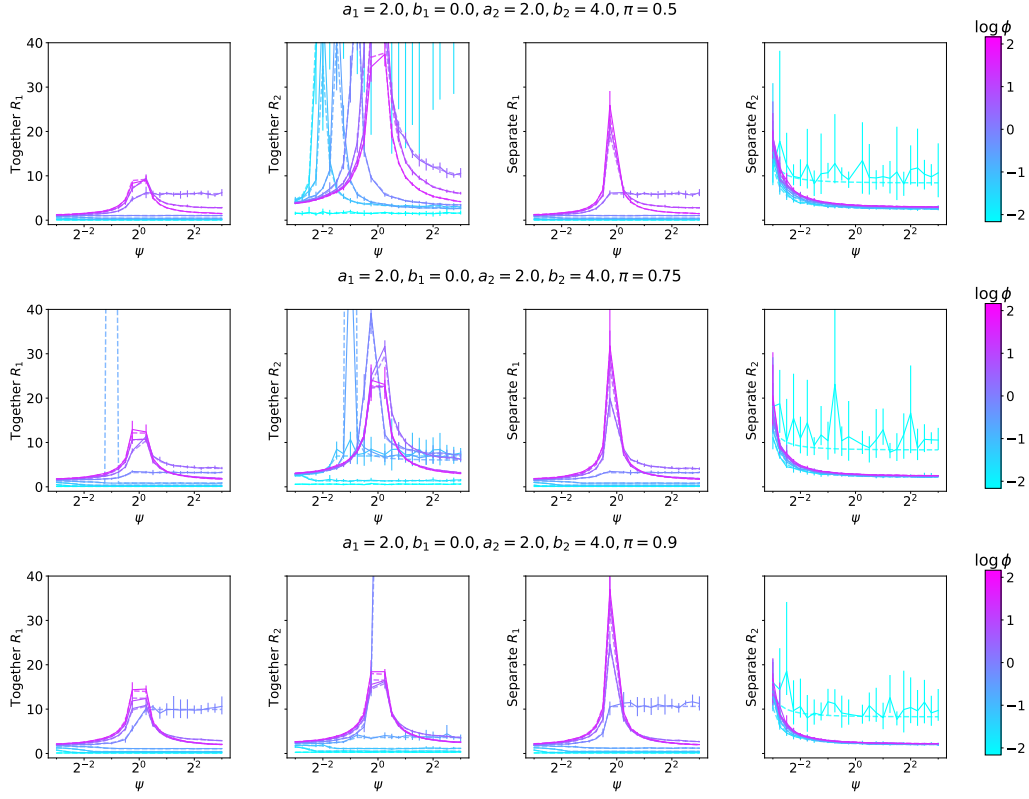 a₁ = 2.0, b₁ = 0.0, a₂ = 2.0, b₂ = 4.0, π = 0.5
Together R₁
40
30
20
10
0
2⁻² 2⁰ 2²
ψ
Together R₂
2⁻² 2⁰ 2²
ψ
Separate R₁
2⁻² 2⁰ 2²
ψ
Separate R₂
2⁻² 2⁰ 2²
ψ
log ϕ
2
1
0
−1
−2
a₁ = 2.0, b₁ = 0.0, a₂ = 2.0, b₂ = 4.0, π = 0.75
Together R₁
40
30
20
10
0
2⁻² 2⁰ 2²
ψ
Together R₂
2⁻² 2⁰ 2²
ψ
Separate R₁
2⁻² 2⁰ 2²
ψ
Separate R₂
2⁻² 2⁰ 2²
ψ
log ϕ
2
1
0
−1
−2
a₁ = 2.0, b₁ = 0.0, a₂ = 2.0, b₂ = 4.0, π = 0.9
Together R₁
40
30
20
10
0
2⁻² 2⁰ 2²
ψ
Together R₂
2⁻² 2⁰ 2²
ψ
Separate R₁
2⁻² 2⁰ 2²
ψ
Separate R₂
2⁻² 2⁰ 2²
ψ
log ϕ
2
1
0
−1
−2